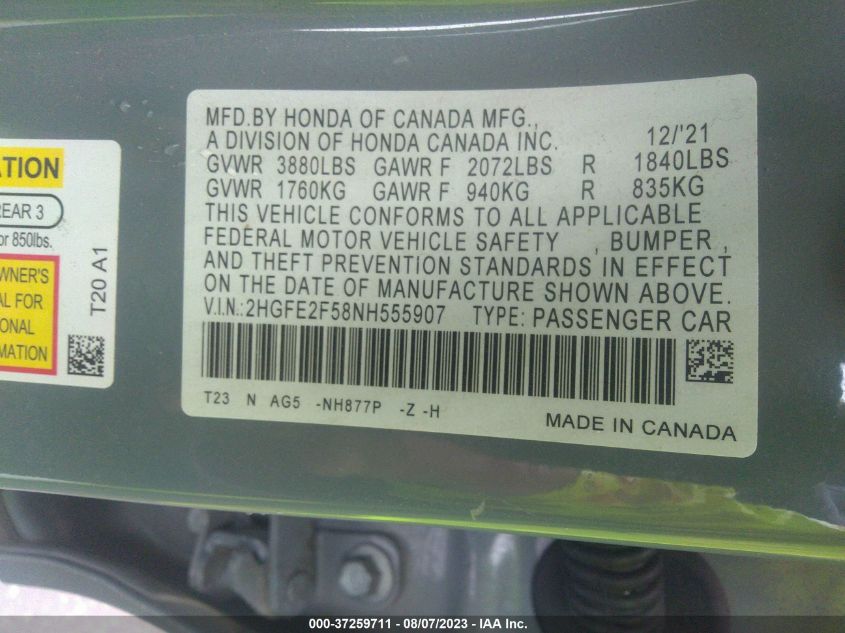 MFD.BY HONDA OF CANADA MFG.,
A DIVISION OF HONDA CANADA INC. 12/'21
GVWR 3880LBS GAWR F 2072LBS R 1840LBS
GVWR 1760KG GAWR F 940KG R 835KG
THIS VEHICLE CONFORMS TO ALL APPLICABLE
FEDERAL MOTOR VEHICLE SAFETY , BUMPER ,
AND THEFT PREVENTION STANDARDS IN EFFECT
ON THE DATE OF MANUFACTURE SHOWN ABOVE.
V.I.N.:2HGFE2F58NH555907 TYPE: PASSENGER CAR
T23 N AG5 -NH877P -Z -H
MADE IN CANADA
ATION
REAR 3
or 850lbs.
WNER'S
AL FOR
ONAL
MATION
T20 A1
000-37259711 - 08/07/2023 - IAA Inc.